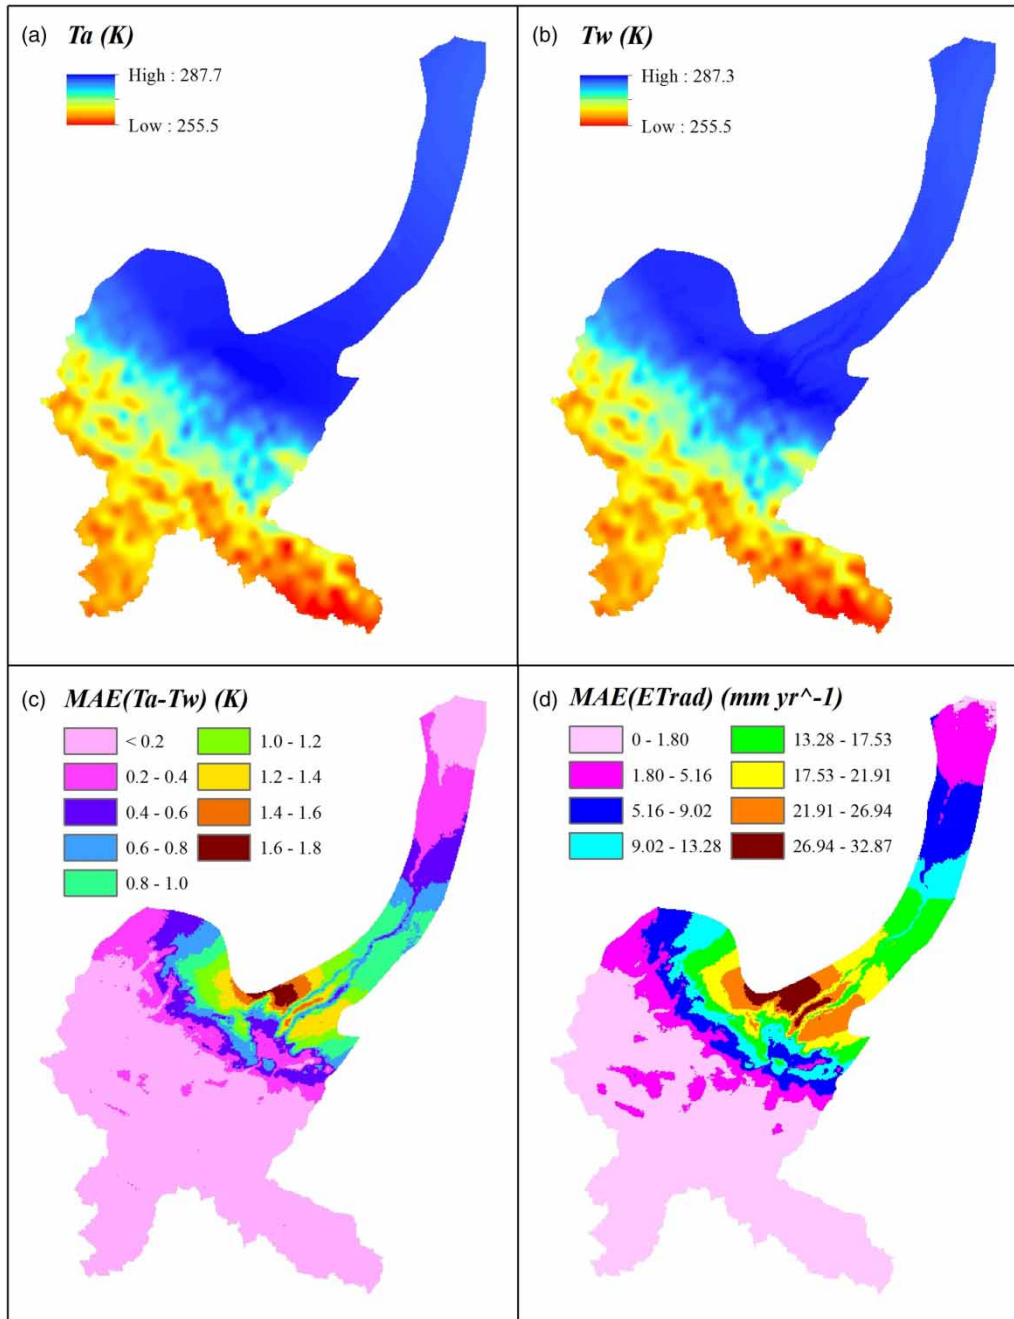 (a) Ta (K)
High : 287.7
Low : 255.5
(b) Tw (K)
High : 287.3
Low : 255.5
(c) MAE(Ta-Tw) (K)
< 0.2
0.2 - 0.4
0.4 - 0.6
0.6 - 0.8
0.8 - 1.0
1.0 - 1.2
1.2 - 1.4
1.4 - 1.6
1.6 - 1.8
(d) MAE(ETrad) (mm yr^-1)
0 - 1.80
1.80 - 5.16
5.16 - 9.02
9.02 - 13.28
13.28 - 17.53
17.53 - 21.91
21.91 - 26.94
26.94 - 32.87